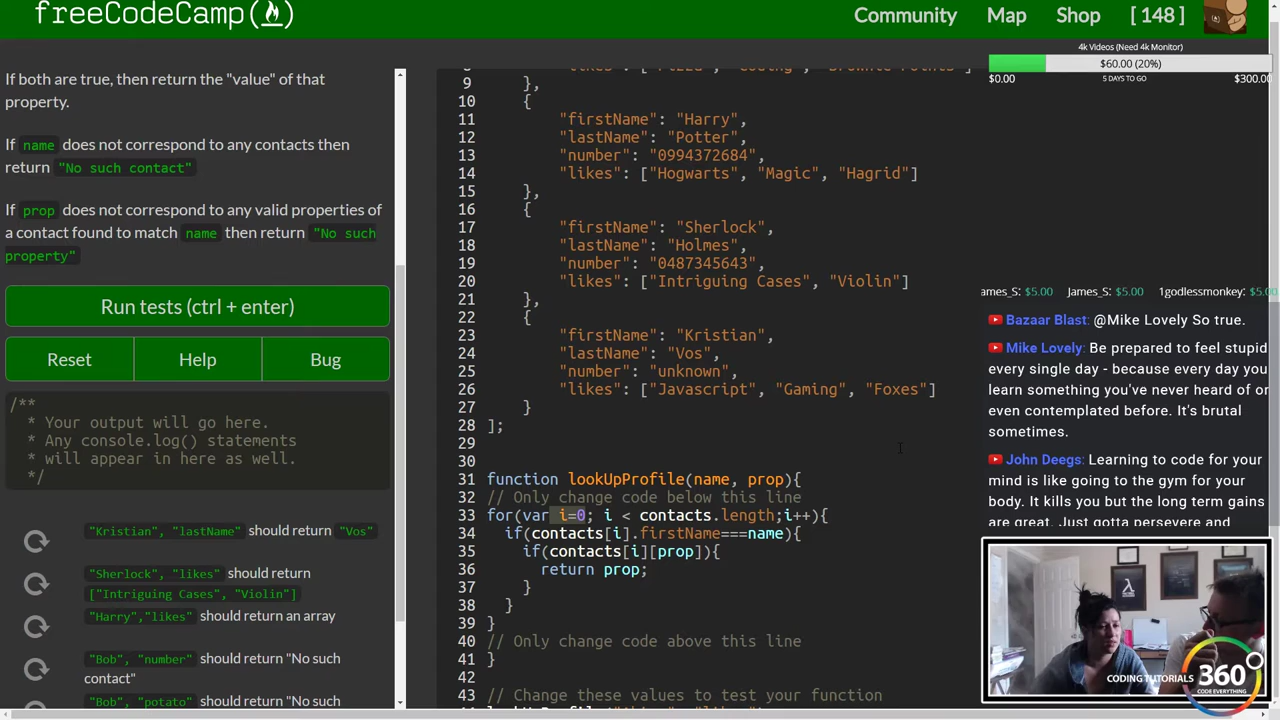 freeCodeCamp
Community
Map
Shop
[ 148 ]
4k Videos (Need 4k Monitor)
$60.00 (20%)
$0.00
5 DAYS TO GO
$300.00
If both are true, then return the "value" of that
property.
If name does not correspond to any contacts then
return "No such contact"
If prop does not correspond to any valid properties of
a contact found to match name then return "No such
property"
Run tests (ctrl + enter)
Reset
Help
Bug
/**
* Your output will go here.
* Any console.log() statements
* will appear in here as well.
*/
"Kristian", "lastName" should return "Vos"
"Sherlock", "likes" should return
["Intriguing Cases", "Violin"]
"Harry","likes" should return an array
"Bob", "number" should return "No such
contact"
"Bob", "potato" should return "No such
8 "likes": ["Pizza", "Coding", "Brownie Points"]
9 },
10 {
11 "firstName": "Harry",
12 "lastName": "Potter",
13 "number": "0994372684",
14 "likes": ["Hogwarts", "Magic", "Hagrid"]
15 },
16 {
17 "firstName": "Sherlock",
18 "lastName": "Holmes",
19 "number": "0487345643",
20 "likes": ["Intriguing Cases", "Violin"]
21 },
22 {
23 "firstName": "Kristian",
24 "lastName": "Vos",
25 "number": "unknown",
26 "likes": ["Javascript", "Gaming", "Foxes"]
27 }
28 ];
29
30
31 function lookUpProfile(name, prop){
32 // Only change code below this line
33 for(var i=0; i < contacts.length;i++){
34 if(contacts[i].firstName===name){
35 if(contacts[i][prop]){
36 return prop;
37 }
38 }
39 }
40 // Only change code above this line
41 }
42
43 // Change these values to test your function
ames_S: $5.00 James_S: $5.00 1godlessmonkey: $5.00
Bazaar Blast: @Mike Lovely So true.
Mike Lovely: Be prepared to feel stupid
every single day - because every day you
learn something you've never heard of or
even contemplated before. It's brutal
sometimes.
John Deegs: Learning to code for your
mind is like going to the gym for your
body. It kills you but the long term gains
are great. Just gotta persevere and
CODING TUTORIALS 360°
CODE EVERYTHING